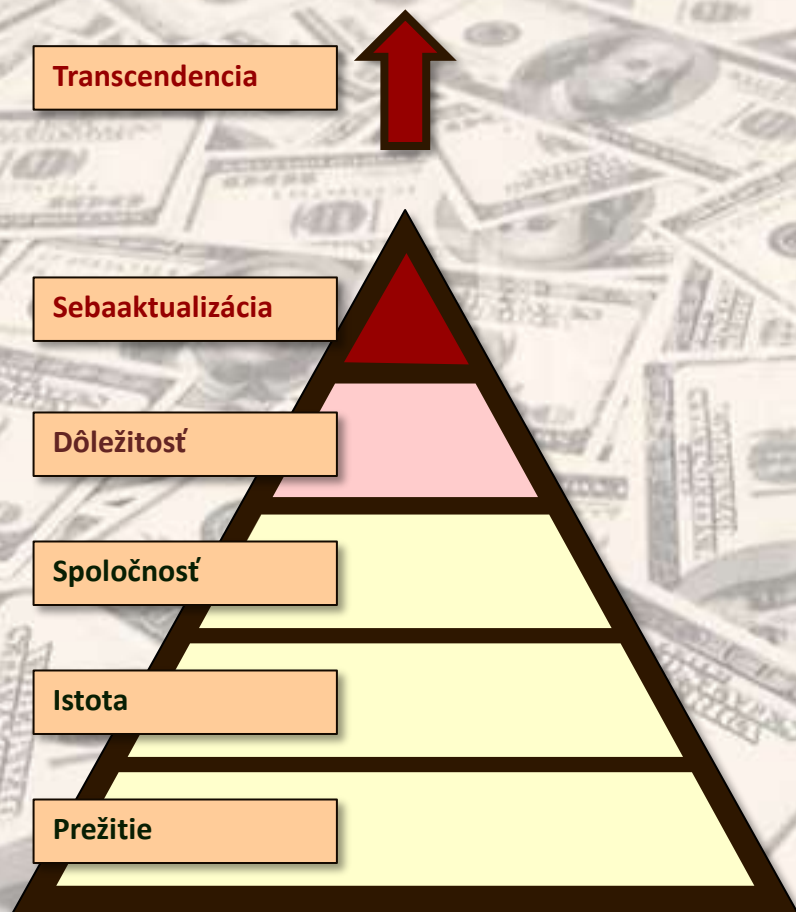 Transcendencia
Sebaaktualizácia
Dôležitosť
Spoločnosť
Istota
Prežitie